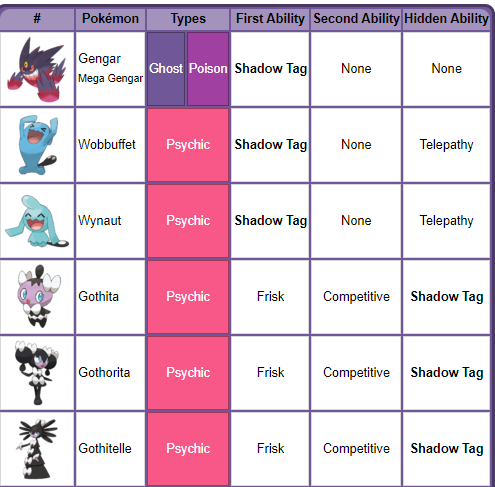 # Pokémon Types First Ability Second Ability Hidden Ability
Gengar
Mega Gengar Ghost Poison Shadow Tag None None
Wobbuffet Psychic Shadow Tag None Telepathy
Wynaut Psychic Shadow Tag None Telepathy
Gothita Psychic Frisk Competitive Shadow Tag
Gothorita Psychic Frisk Competitive Shadow Tag
Gothitelle Psychic Frisk Competitive Shadow Tag